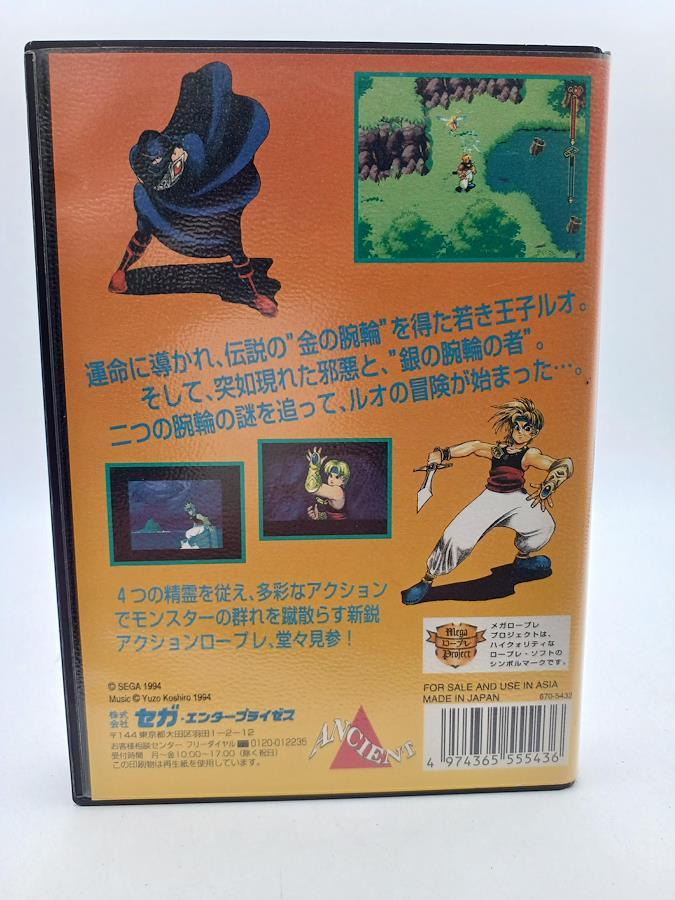 運命に導かれ、伝説の"金の腕輪"を得た若き王子ルオ。
そして、突如現れた邪悪と、"銀の腕輪の者"。
二つの腕輪の謎を追って、ルオの冒険が始まった…。
4つの精霊を従え、多彩なアクション
でモンスターの群れを蹴散らす新鋭
アクションロープレ、堂々見参！
Mega
ロープレ
Project
メガロープレ
プロジェクトは、
ハイクォリティな
ロープレ・ソフトの
シンボルマークです。
© SEGA 1994
Music © Yuzo Koshiro 1994
株式会社 セガ・エンタープライゼス
〒144 東京都大田区羽田1-2-12
お客様相談センター フリーダイヤル 0120-012235
受付時間 月〜金10:00〜17:00(除く祝日)
この印刷物は再生紙を使用しています。
ANCIENT
FOR SALE AND USE IN ASIA
MADE IN JAPAN 670-5432
4 974365 555436